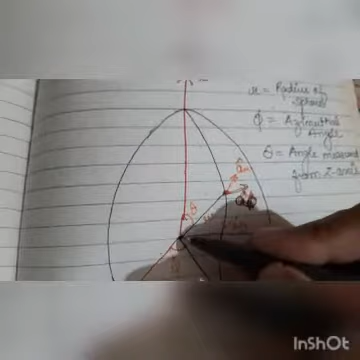 r = Radius of
sphere
ϕ = Azimuthal
Angle
θ = Angle measured
from Z-axis
θ
InShOt